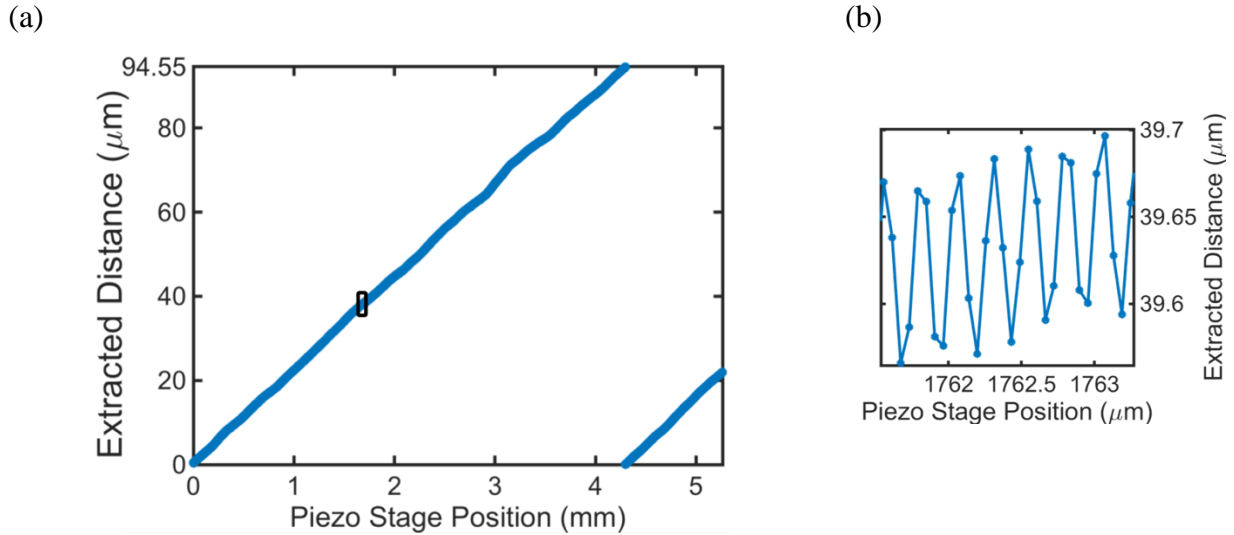 (a)
(b)
94.55
80
60
40
20
0
Extracted Distance (μm)
0 1 2 3 4 5
Piezo Stage Position (mm)
39.7
39.65
39.6
Extracted Distance (μm)
1762 1762.5 1763
Piezo Stage Position (μm)